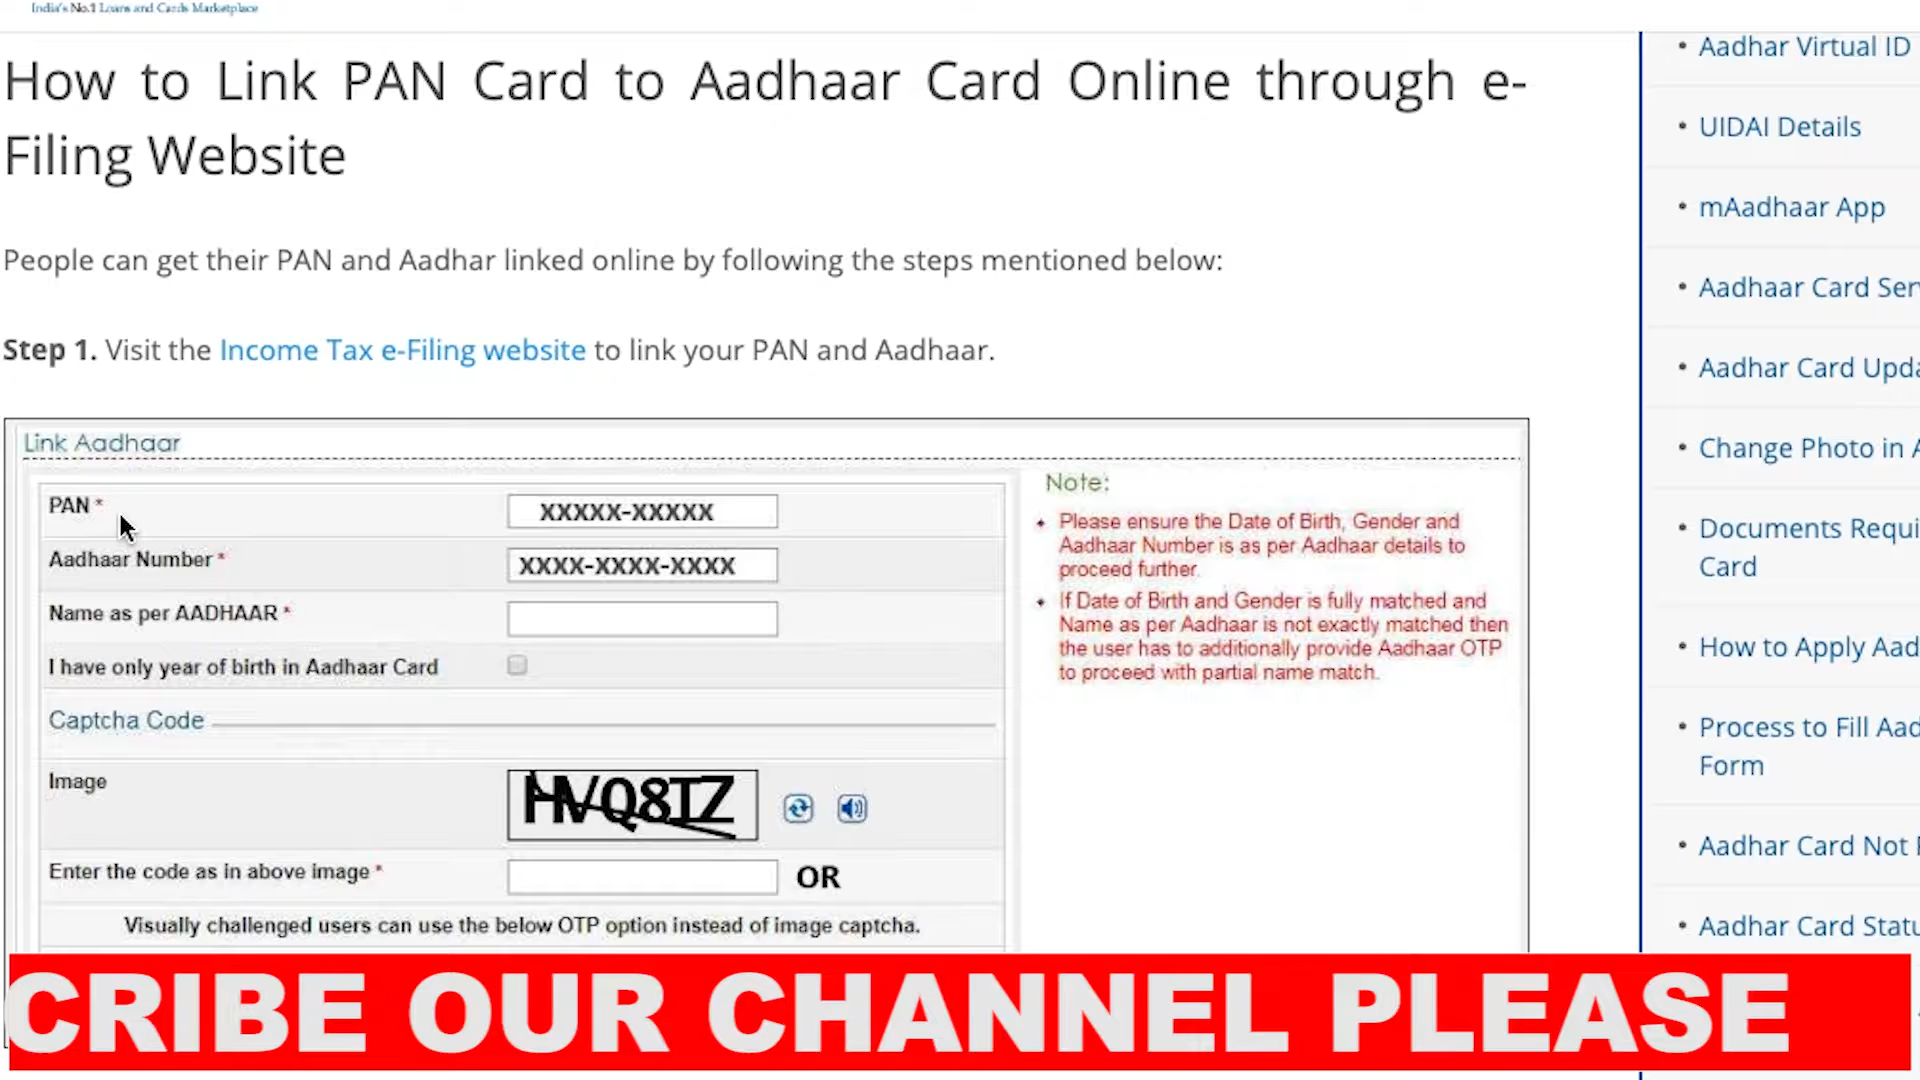 India's No.1 Loans and Cards Marketplace
How to Link PAN Card to Aadhaar Card Online through e-
Filing Website
People can get their PAN and Aadhar linked online by following the steps mentioned below:
Step 1. Visit the Income Tax e-Filing website to link your PAN and Aadhaar.
Link Aadhaar
PAN *
XXXXX-XXXXX
Aadhaar Number *
XXXX-XXXX-XXXX
Name as per AADHAAR *
I have only year of birth in Aadhaar Card
Captcha Code
Image
HVQ8TZ
Enter the code as in above image *
OR
Visually challenged users can use the below OTP option instead of image captcha.
Note:
Please ensure the Date of Birth, Gender and
Aadhaar Number is as per Aadhaar details to
proceed further.
If Date of Birth and Gender is fully matched and
Name as per Aadhaar is not exactly matched then
the user has to additionally provide Aadhaar OTP
to proceed with partial name match.
• Aadhar Virtual ID
• UIDAI Details
• mAadhaar App
• Aadhaar Card Ser
• Aadhar Card Upda
• Change Photo in A
• Documents Requi
Card
• How to Apply Aad
• Process to Fill Aad
Form
• Aadhar Card Not
• Aadhar Card Statu
CRIBE OUR CHANNEL PLEASE